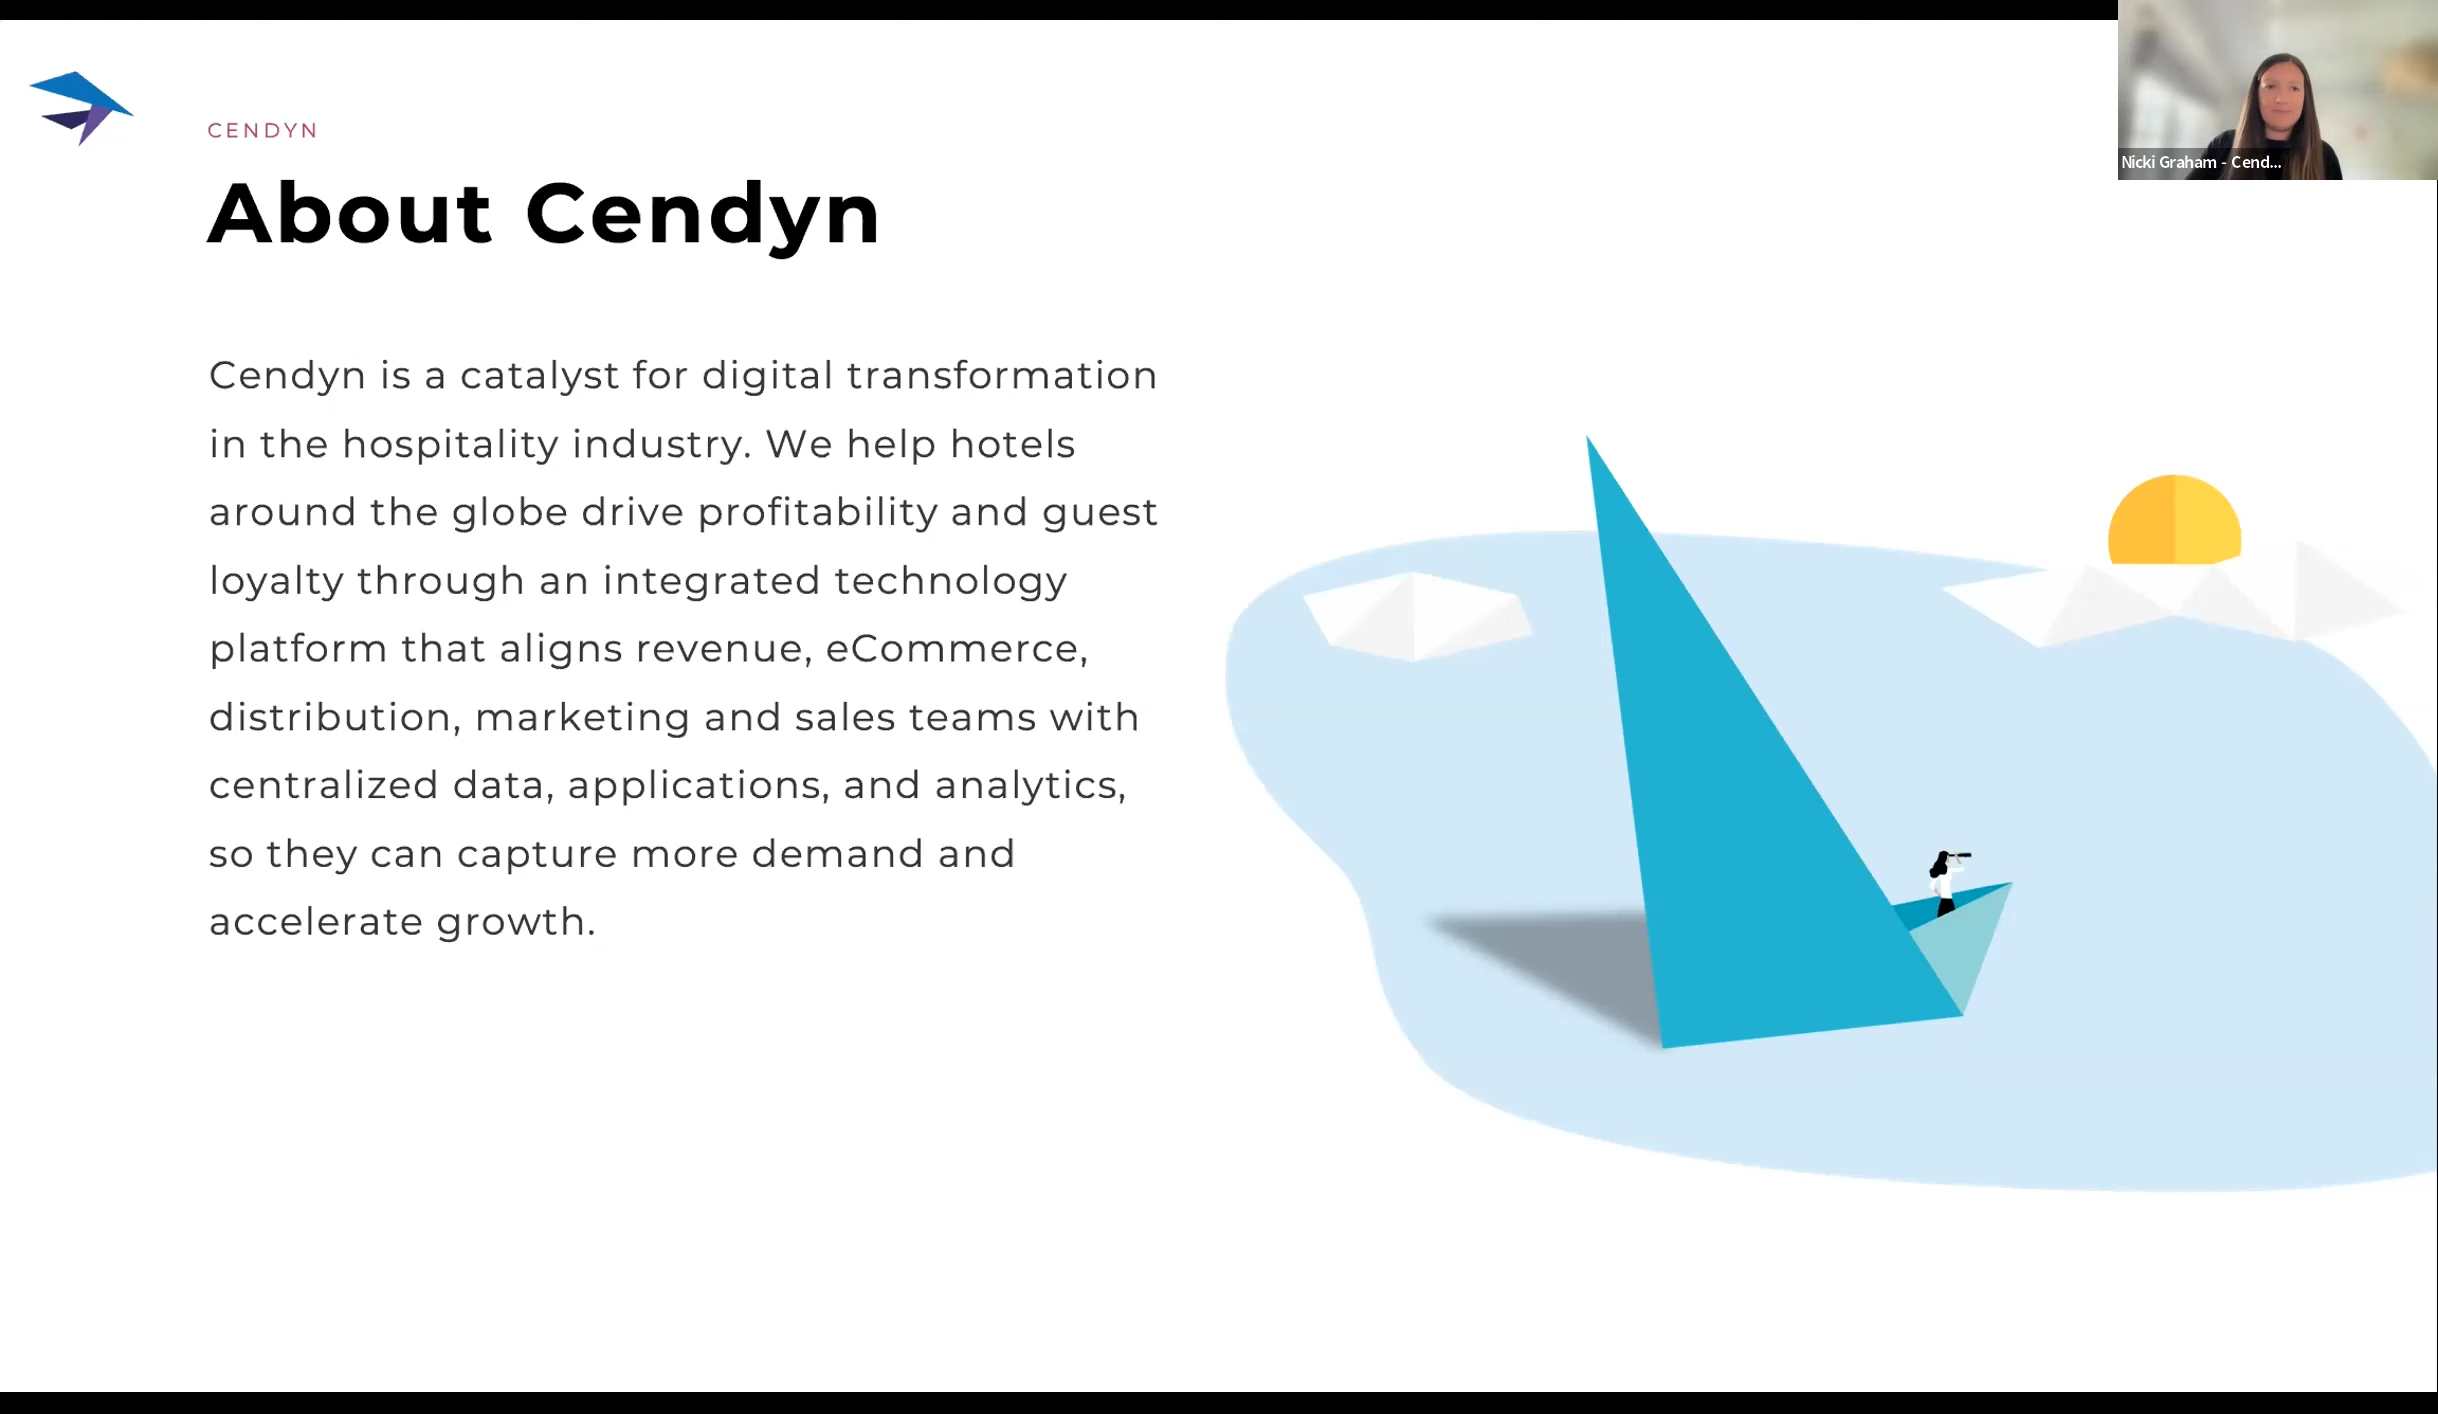 CENDYN
About Cendyn
Cendyn is a catalyst for digital transformation
in the hospitality industry. We help hotels
around the globe drive profitability and guest
loyalty through an integrated technology
platform that aligns revenue, eCommerce,
distribution, marketing and sales teams with
centralized data, applications, and analytics,
so they can capture more demand and
accelerate growth.
Nicki Graham - Cend...